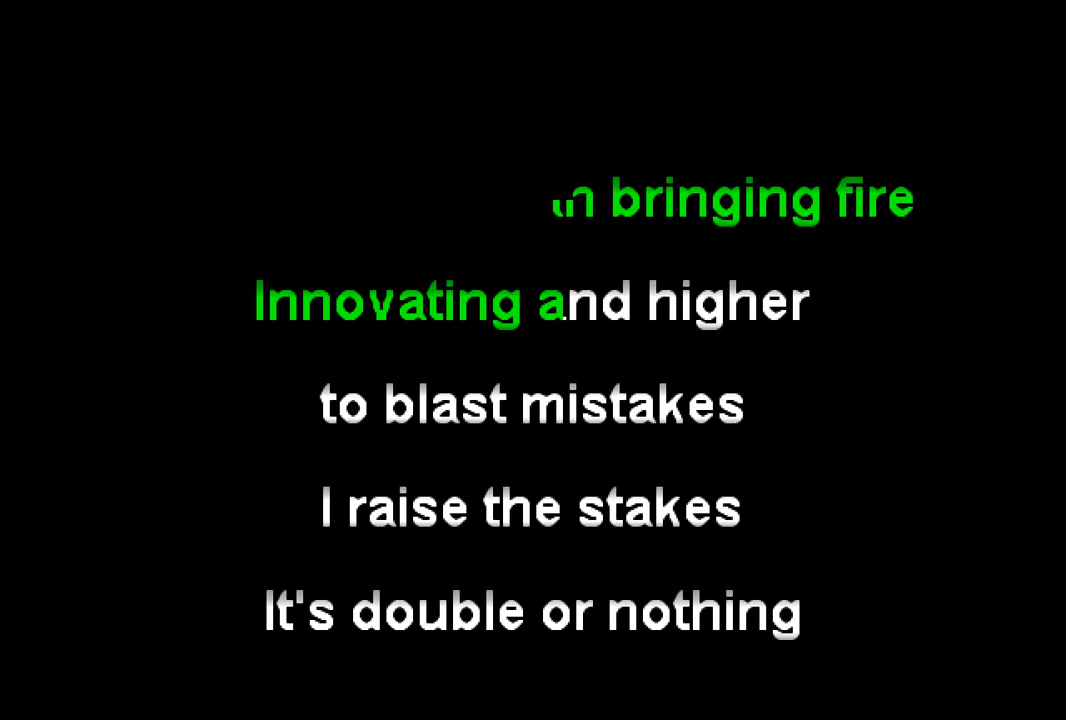 bringing fire
Innovating and higher
to blast mistakes
I raise the stakes
It's double or nothing